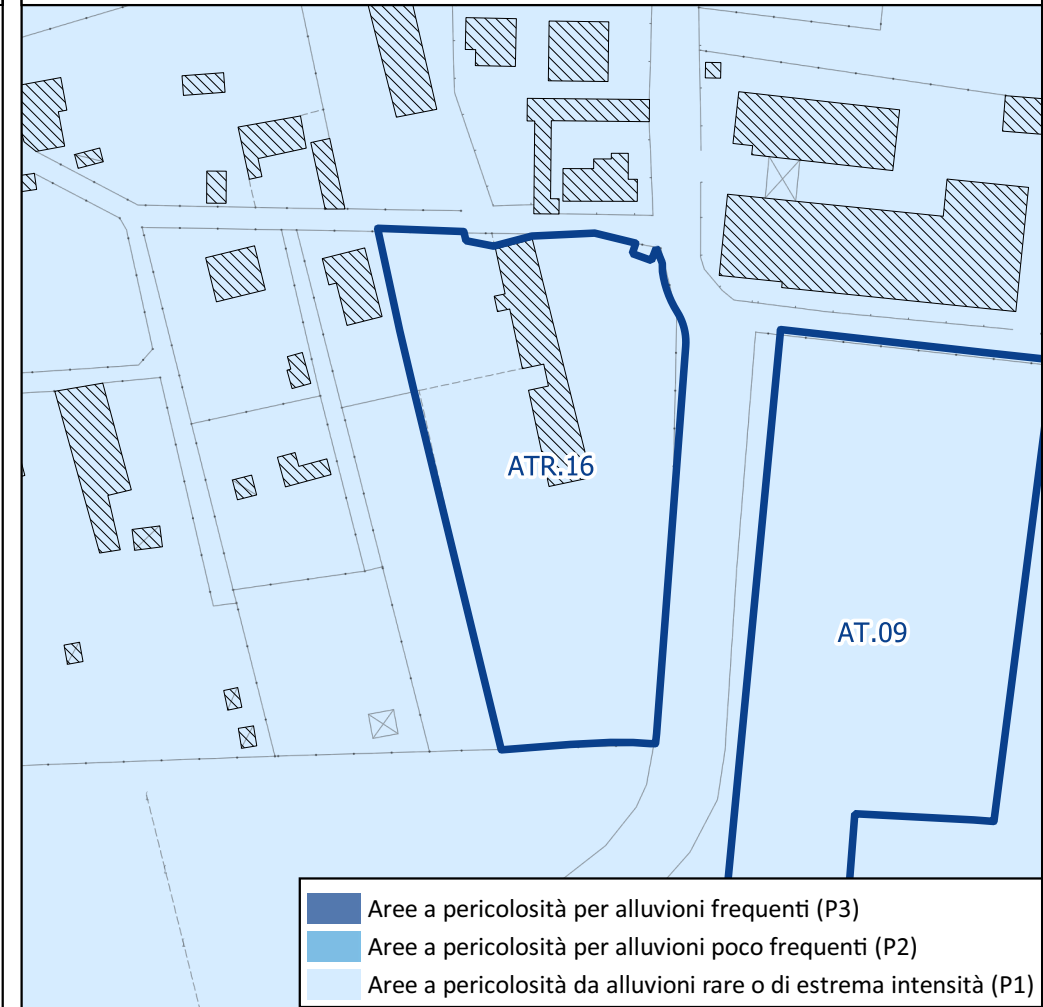 ATR.16
AT.09
Aree a pericolosità per alluvioni frequenti (P3)
Aree a pericolosità per alluvioni poco frequenti (P2)
Aree a pericolosità da alluvioni rare o di estrema intensità (P1)